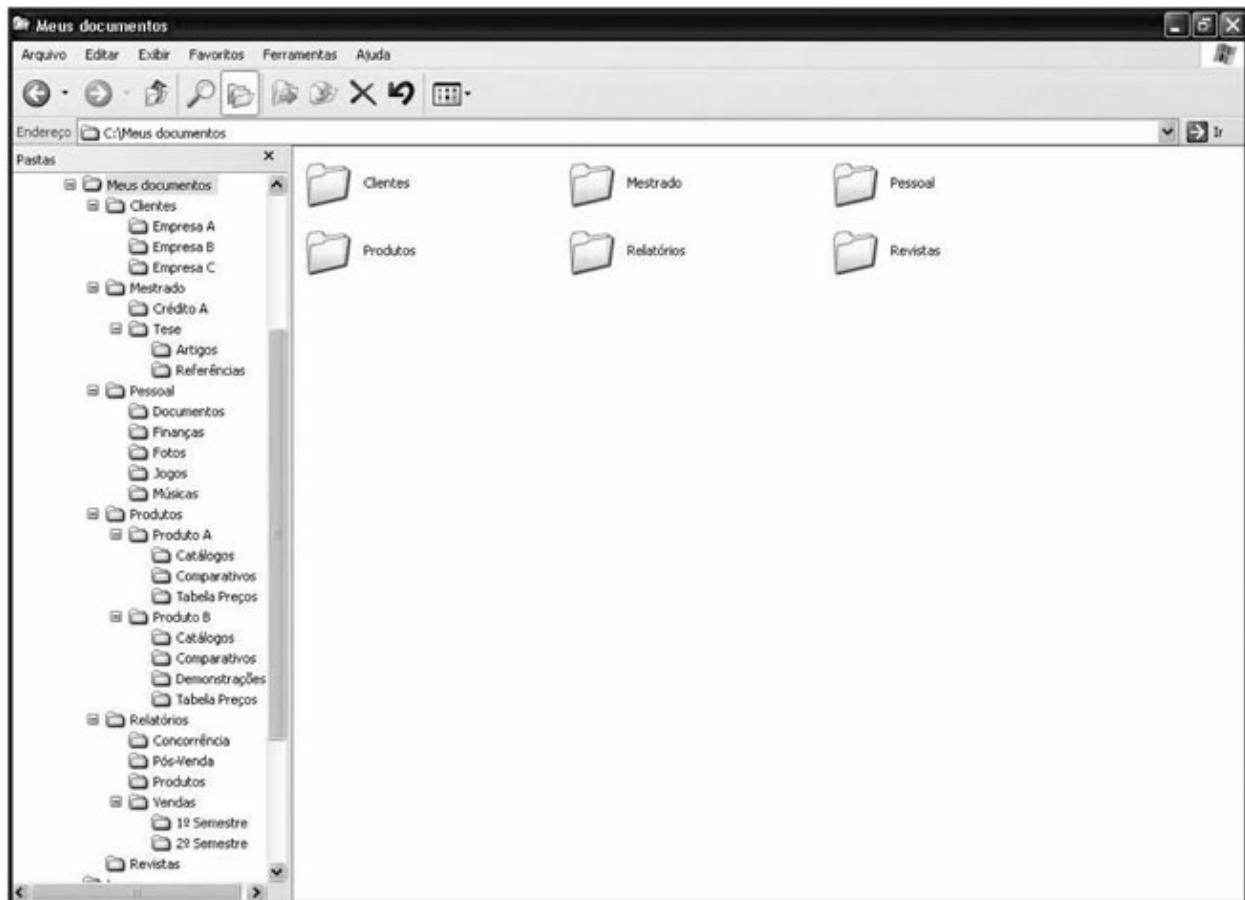 Meus documentos
Arquivo Editar Exibir Favoritos Ferramentas Ajuda
Endereço C:\Meus documentos Ir
Pastas
Meus documentos
Clientes
Empresa A
Empresa B
Empresa C
Mestrado
Crédito A
Tese
Artigos
Referências
Pessoal
Documentos
Finanças
Fotos
Jogos
Músicas
Produtos
Produto A
Catálogos
Comparativos
Tabela Preços
Produto B
Catálogos
Comparativos
Demonstrações
Tabela Preços
Relatórios
Concorrência
Pós-Venda
Produtos
Vendas
1º Semestre
2º Semestre
Revistas
Clientes Mestrado Pessoal
Produtos Relatórios Revistas